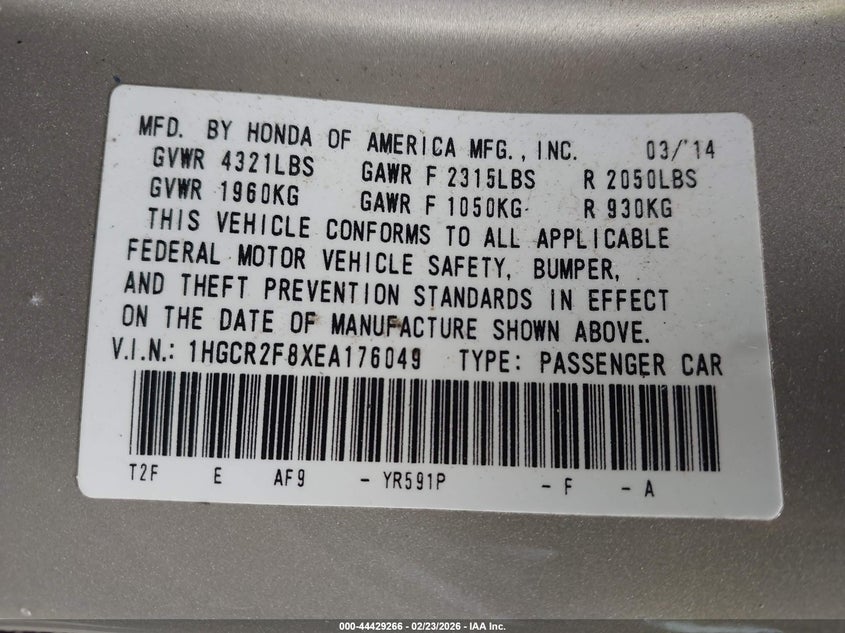 MFD. BY HONDA OF AMERICA MFG., INC. 03/'14
GVWR 4321LBS GAWR F 2315LBS R 2050LBS
GVWR 1960KG GAWR F 1050KG R 930KG
THIS VEHICLE CONFORMS TO ALL APPLICABLE
FEDERAL MOTOR VEHICLE SAFETY, BUMPER,
AND THEFT PREVENTION STANDARDS IN EFFECT
ON THE DATE OF MANUFACTURE SHOWN ABOVE.
V.I.N.: 1HGCR2F8XEA176049 TYPE: PASSENGER CAR
T2F E AF9 - YR591P - F - A
000-44429266 - 02/23/2026 - IAA Inc.